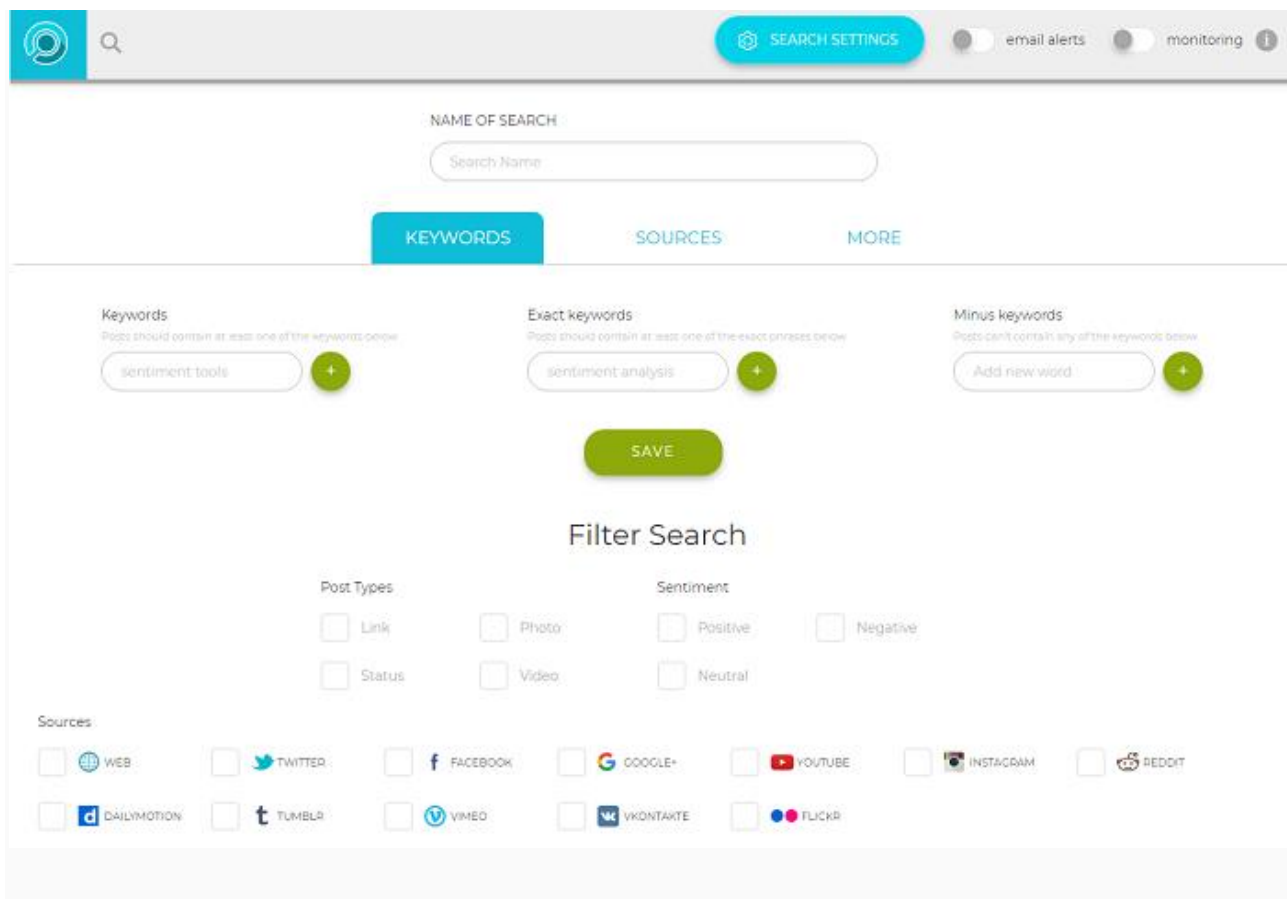 SEARCH SETTINGS email alerts monitoring
NAME OF SEARCH
Search Name
KEYWORDS SOURCES MORE
Keywords Exact keywords Minus keywords
Posts should contain at least one of the keywords below Posts should contain at least one of the exact phrases below Posts can't contain any of the keywords below
sentiment tools + sentiment analysis + Add new word +
SAVE
Filter Search
Post Types Sentiment
Link Photo Positive Negative
Status Video Neutral
Sources
WEB TWITTER FACEBOOK GOOGLE+ YOUTUBE INSTAGRAM REDDIT
DAILYMOTION TUMBLR VIMEO VKONTAKTE FLICKR